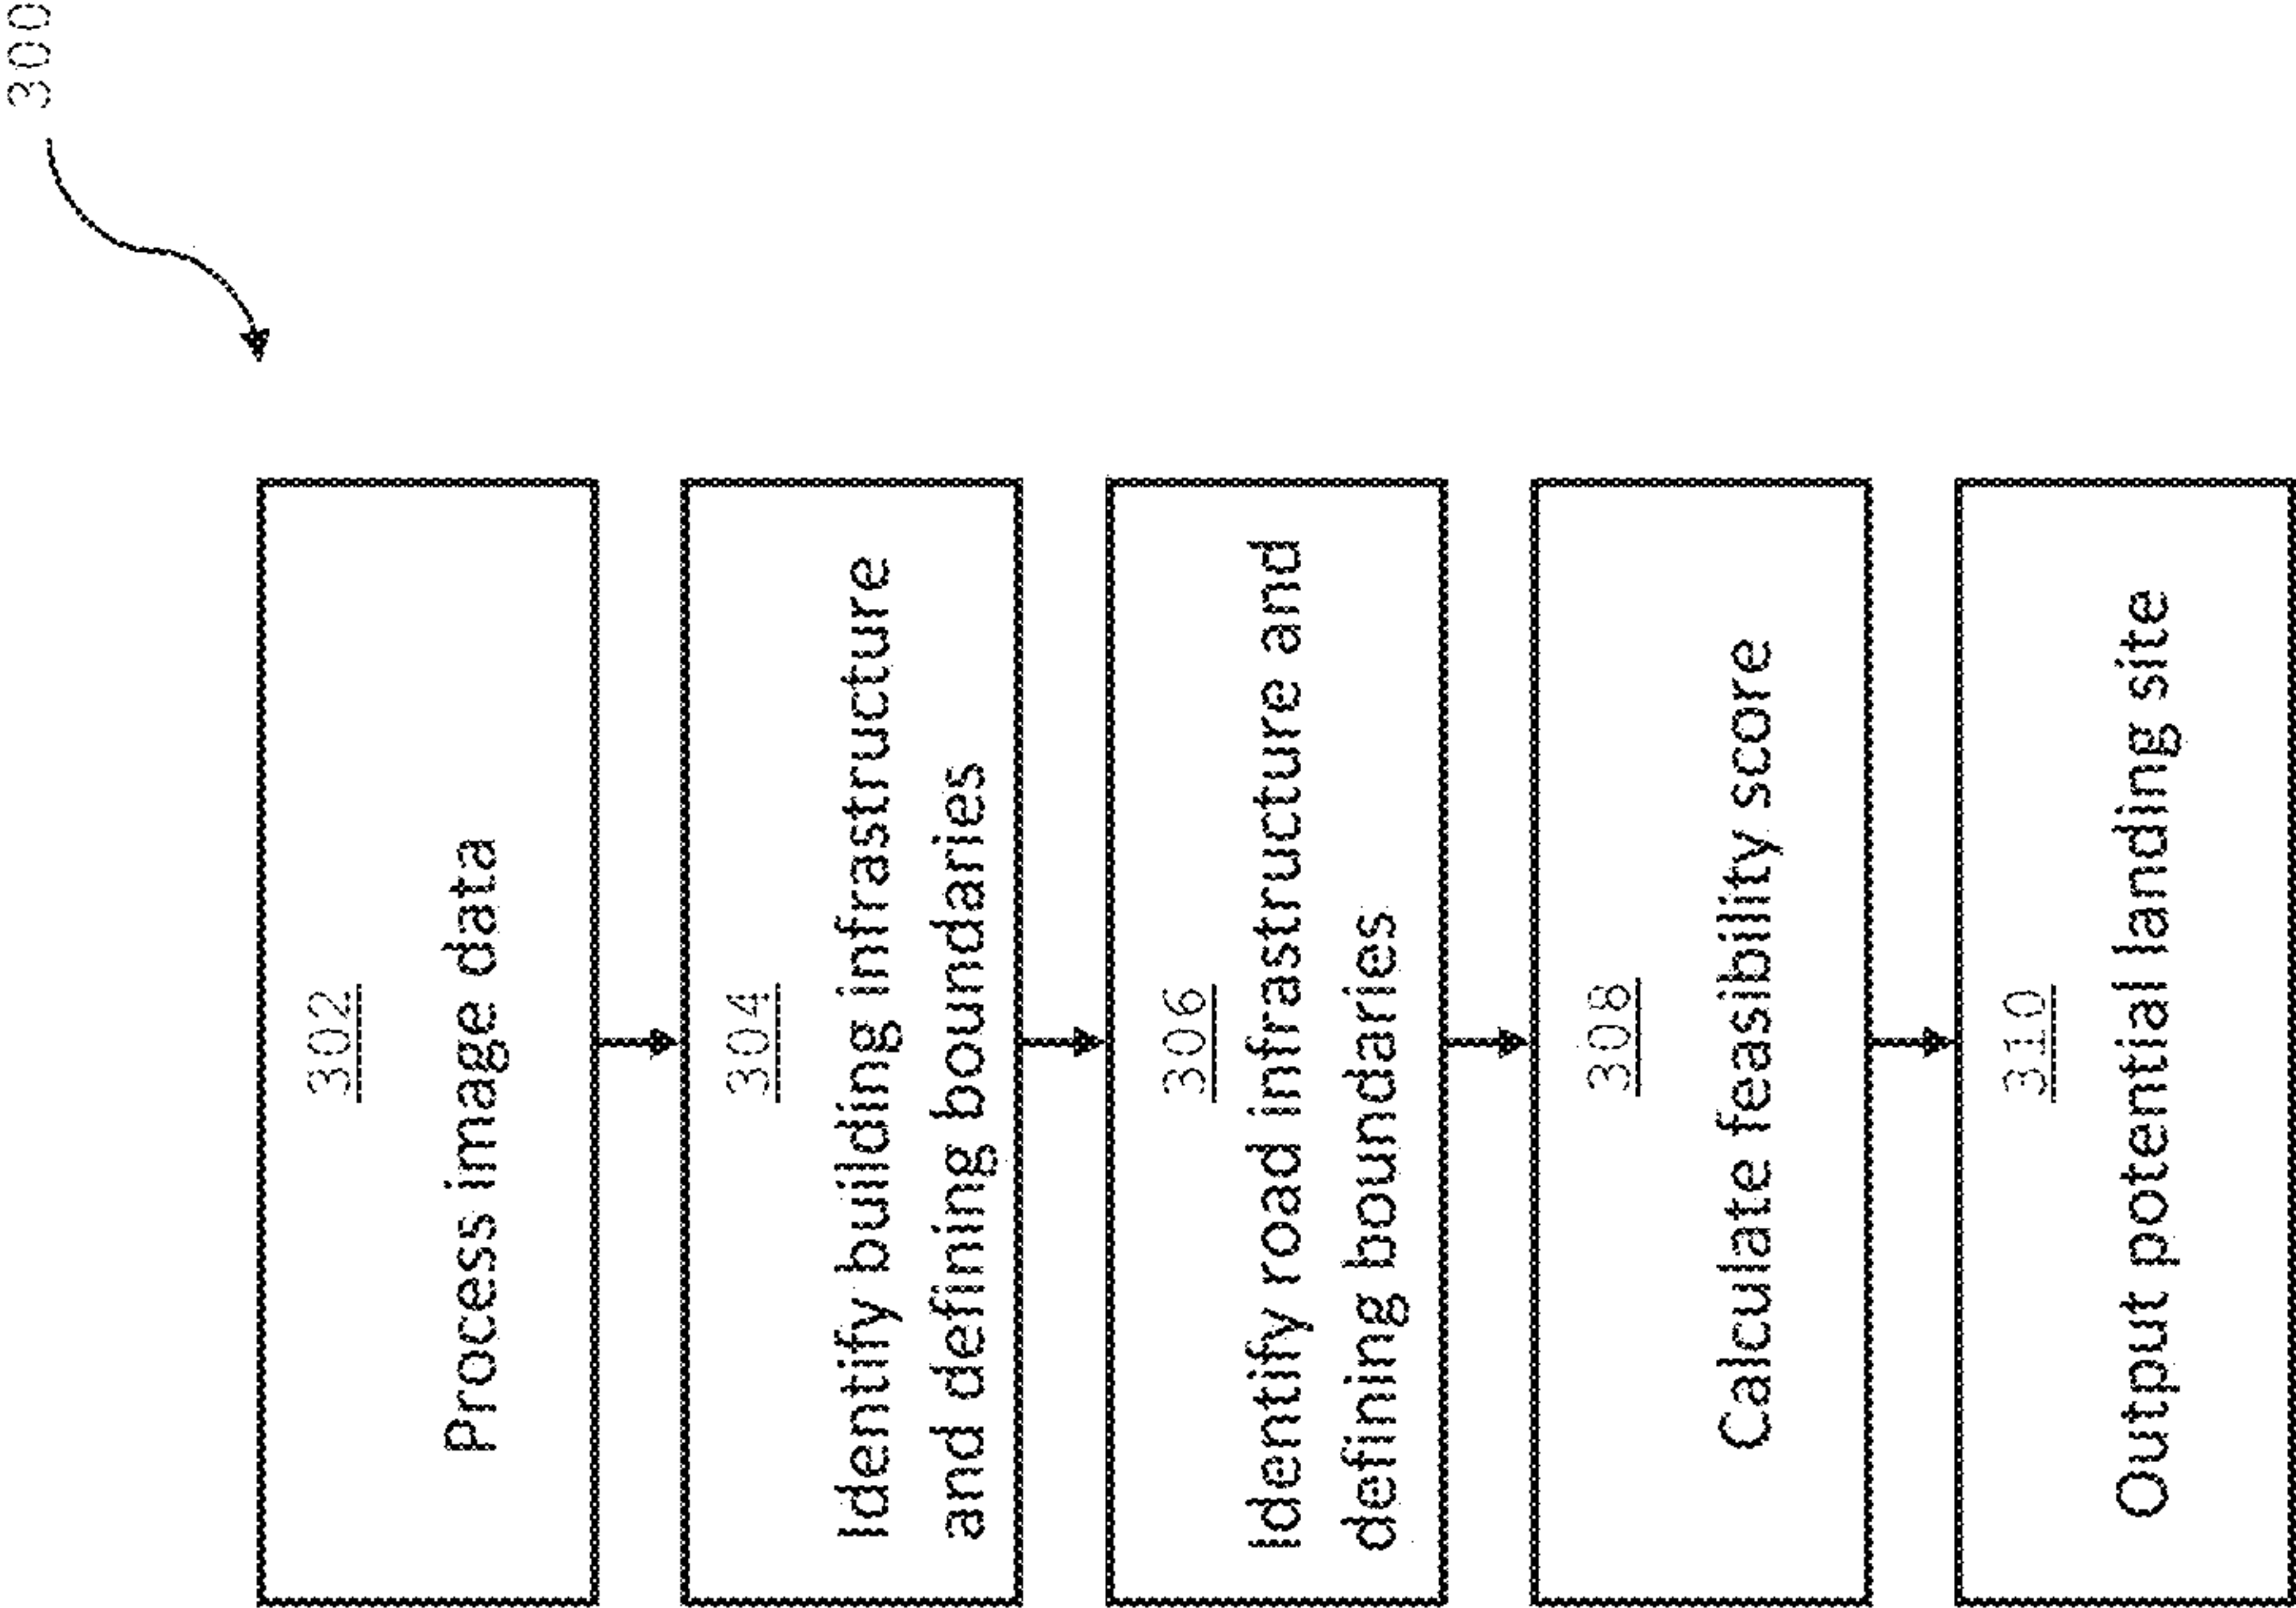 300
302
Process image data
304
Identify building infrastructure
and defining boundaries
306
Identify road infrastructure and
defining boundaries
308
Calculate feasibility score
310
Output potential landing site